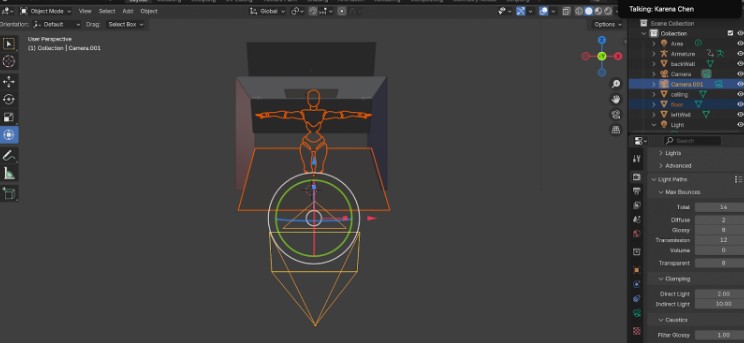 Talking: Karena Chen
Object Mode
View
Select
Add
Object
Global
Orientation:
Default
Drag:
Select Box
Options
User Perspective
(1) Collection | Camera.001
Z
Scene Collection
Collection
Area
Armature
backWall
Camera
Camera.001
ceiling
floor
leftWall
Light
Search
Lights
Advanced
Light Paths
Max Bounces
Total 14
Diffuse 2
Glossy 8
Transmission 12
Volume 0
Transparent 8
Clamping
Direct Light 2.00
Indirect Light 10.00
Caustics
Filter Glossy 1.00